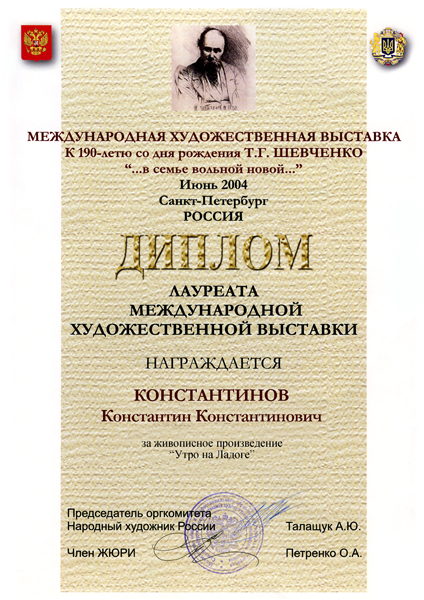 МЕЖДУНАРОДНАЯ ХУДОЖЕСТВЕННАЯ ВЫСТАВКА
К 190-летю со дня рождения Т.Г. ШЕВЧЕНКО
“...в семье вольной новой...”
Июнь 2004
Санкт-Петербург
РОССИЯ
ДИПЛОМ
ЛАУРЕАТА
МЕЖДУНАРОДНОЙ
ХУДОЖЕСТВЕННОЙ ВЫСТАВКИ
НАГРАЖДАЕТСЯ
КОНСТАНТИНОВ
Константин Константинович
за живописное произведение
“Утро на Ладоге”
Председатель оргкомитета
Народный художник России Талащук А.Ю.
Член ЖЮРИ Петренко О.А.